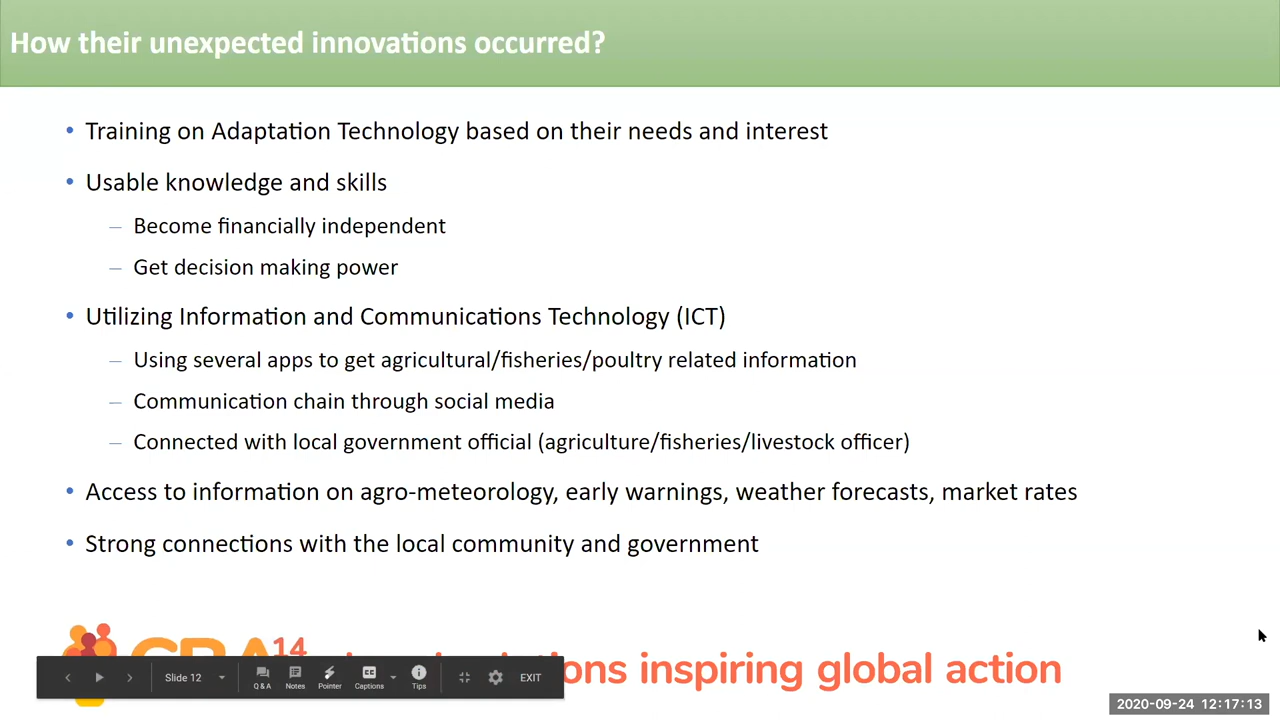 How their unexpected innovations occurred?
• Training on Adaptation Technology based on their needs and interest
• Usable knowledge and skills
– Become financially independent
– Get decision making power
• Utilizing Information and Communications Technology (ICT)
– Using several apps to get agricultural/fisheries/poultry related information
– Communication chain through social media
– Connected with local government official (agriculture/fisheries/livestock officer)
• Access to information on agro-meteorology, early warnings, weather forecasts, market rates
• Strong connections with the local community and government
14
inspiring global action
Slide 12
Q & A Notes Pointer Captions Tips EXIT
2020-09-24 12:17:13